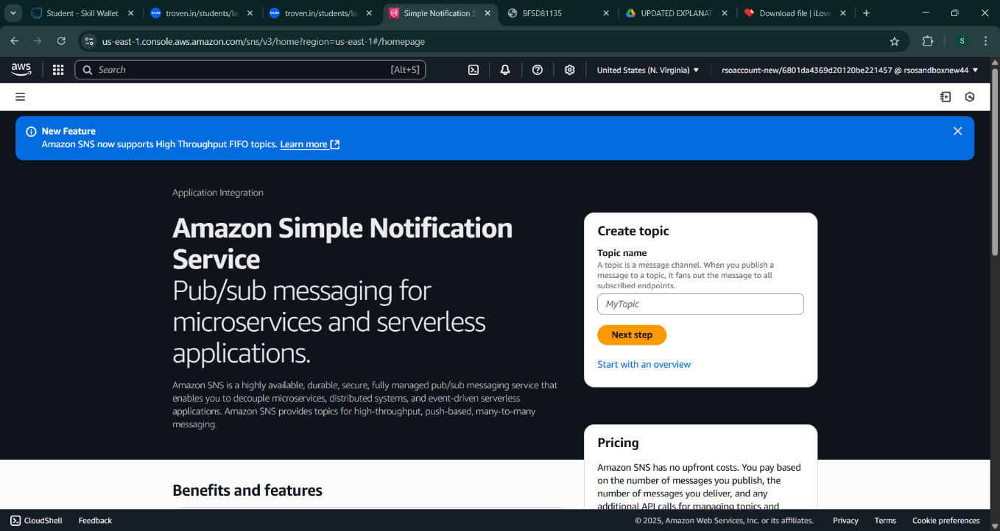 Student - Skill Wallet
troven.in/students/la
troven.in/students/la
Simple Notification S
BFSD81135
UPDATED EXPLANAT
Download file | iLove
us-east-1.console.aws.amazon.com/sns/v3/home?region=us-east-1#/homepage
S
aws
Search
[Alt+S]
United States (N. Virginia)
rsoaccount-new/6801da4369d20120be221457 @ rsosandboxnew44
New Feature
Amazon SNS now supports High Throughput FIFO topics. Learn more
Application Integration
Amazon Simple Notification
Service
Pub/sub messaging for
microservices and serverless
applications.
Amazon SNS is a highly available, durable, secure, fully managed pub/sub messaging service that
enables you to decouple microservices, distributed systems, and event-driven serverless
applications. Amazon SNS provides topics for high-throughput, push-based, many-to-many
messaging.
Create topic
Topic name
A topic is a message channel. When you publish a
message to a topic, it fans out the message to all
subscribed endpoints.
MyTopic
Next step
Start with an overview
Pricing
Amazon SNS has no upfront costs. You pay based
on the number of messages you publish, the
number of messages you deliver, and any
additional API calls for managing topics and
Benefits and features
CloudShell
Feedback
© 2025, Amazon Web Services, Inc. or its affiliates.
Privacy
Terms
Cookie preferences